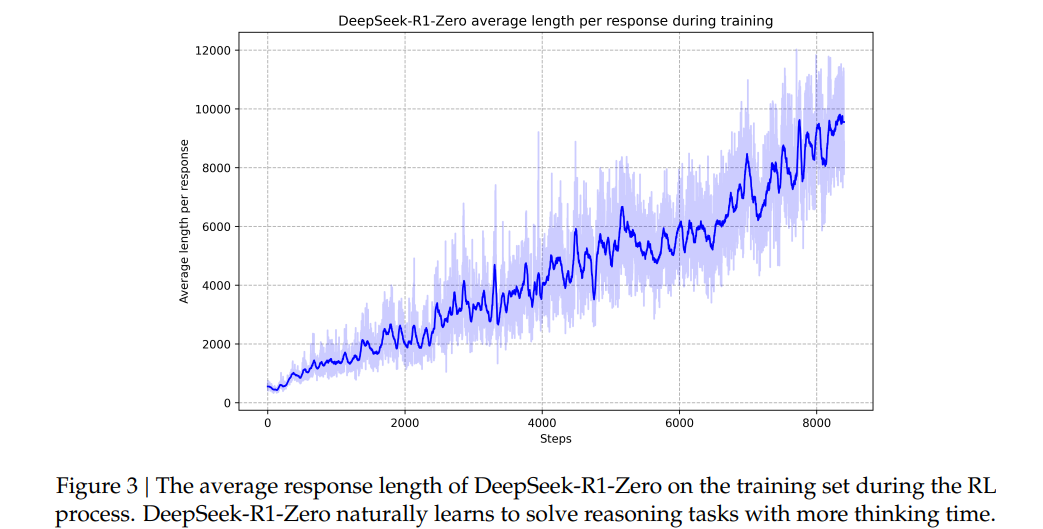 DeepSeek-R1-Zero average length per response during training
12000
10000
8000
6000
4000
2000
0
Average length per response
0 2000 4000 6000 8000
Steps
Figure 3 | The average response length of DeepSeek-R1-Zero on the training set during the RL
process. DeepSeek-R1-Zero naturally learns to solve reasoning tasks with more thinking time.